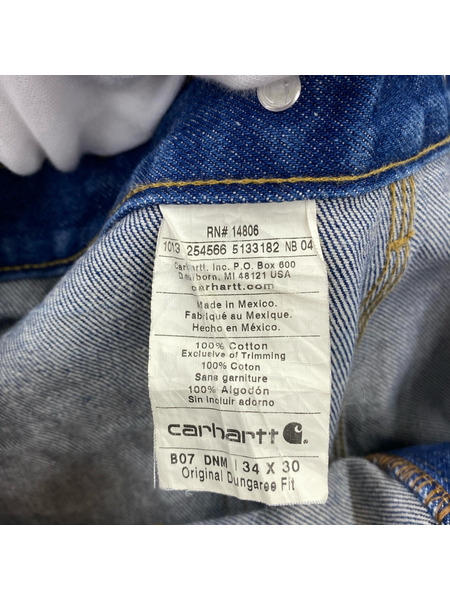 RN# 14806
1013 254566 5133182 NB 04
Carhartt, Inc. P.O. Box 600
Dearborn, MI 48121 USA
carhartt.com
Made in Mexico.
Fabriqué au Mexique.
Hecho en México.
100% Cotton
Exclusive of Trimming
100% Coton
Sans garniture
100% Algodón
Sin incluir adorno
carhartt
B07 DNM 34 X 30
Original Dungaree Fit